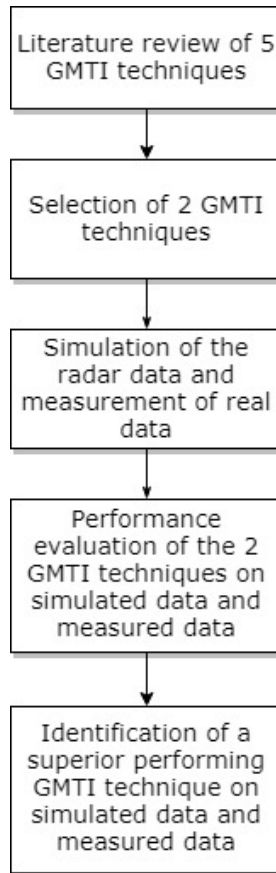 Literature review of 5
GMTI techniques
Selection of 2 GMTI
techniques
Simulation of the
radar data and
measurement of real
data
Performance
evaluation of the 2
GMTI techniques on
simulated data and
measured data
Identification of a
superior performing
GMTI technique on
simulated data and
measured data